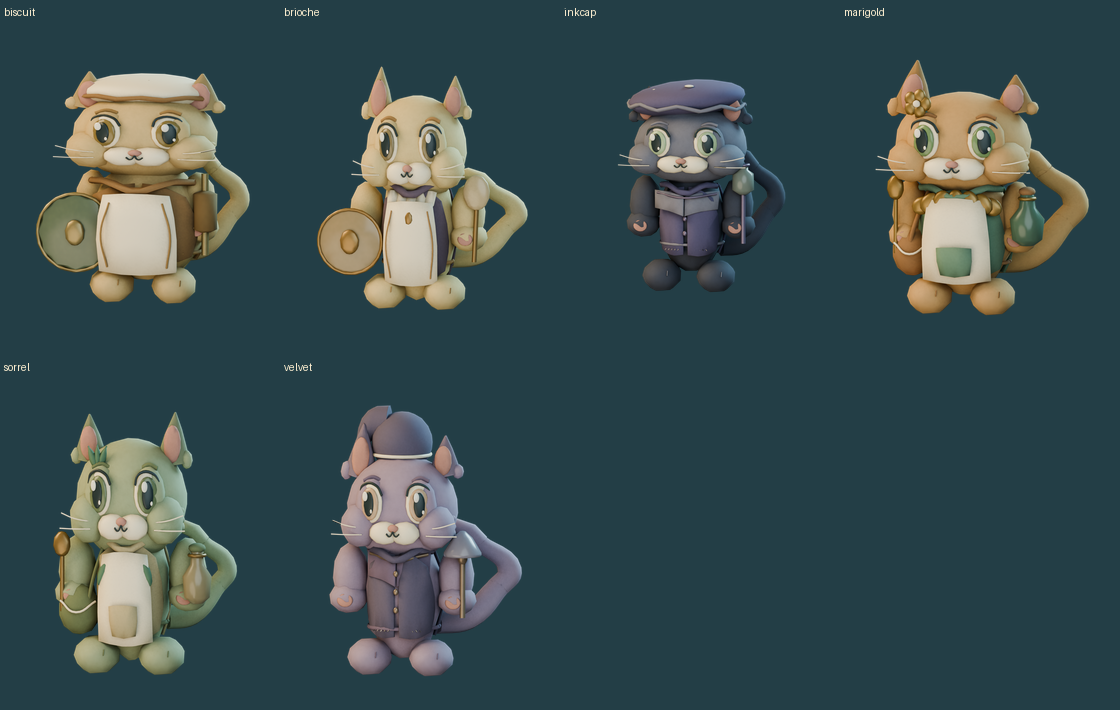 biscuit
brioche
inkcap
marigold
sorrel
velvet